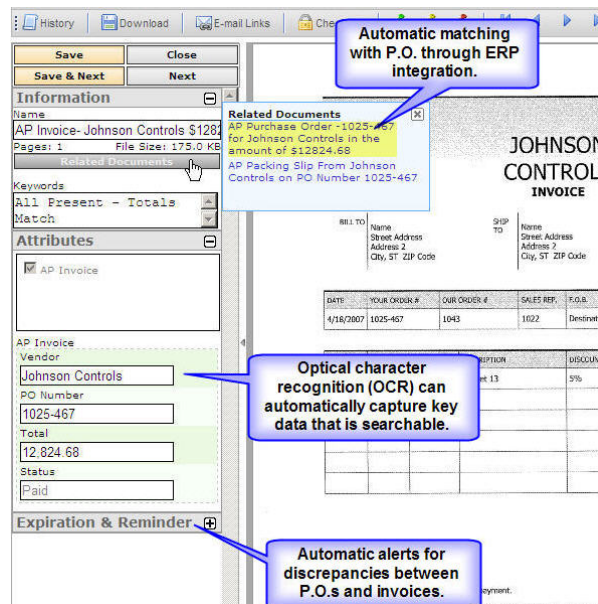 History Download E-mail Links
Automatic matching
with P.O. through ERP
integration.
Save Close
Save & Next Next
Information
Name
AP Invoice- Johnson Controls $1282
Pages: 1 File Size: 175.0 KB
Related Documents
Keywords
All Present - Totals
Match
Attributes
AP Invoice
AP Invoice
Vendor
Johnson Controls
PO Number
1025-467
Total
12,824.68
Status
Paid
Expiration & Reminder
Related Documents
AP Purchase Order -1025-467
for Johnson Controls in the
amount of $12824.68
AP Packing Slip From Johnson
Controls on PO Number 1025-467
JOHNSON
CONTROL
INVOICE
BILL TO
Name
Street Address
Address 2
City, ST ZIP Code
SHIP
TO
Name
Street Address
Address 2
City, ST ZIP Code
DATE YOUR ORDER # OUR ORDER # SALES REP. F.O.B.
4/18/2007 1025-467 1043 1022 Destinat
DISCOUN
13
5%
Optical character
recognition (OCR) can
automatically capture key
data that is searchable.
Automatic alerts for
discrepancies between
P.O.s and invoices.